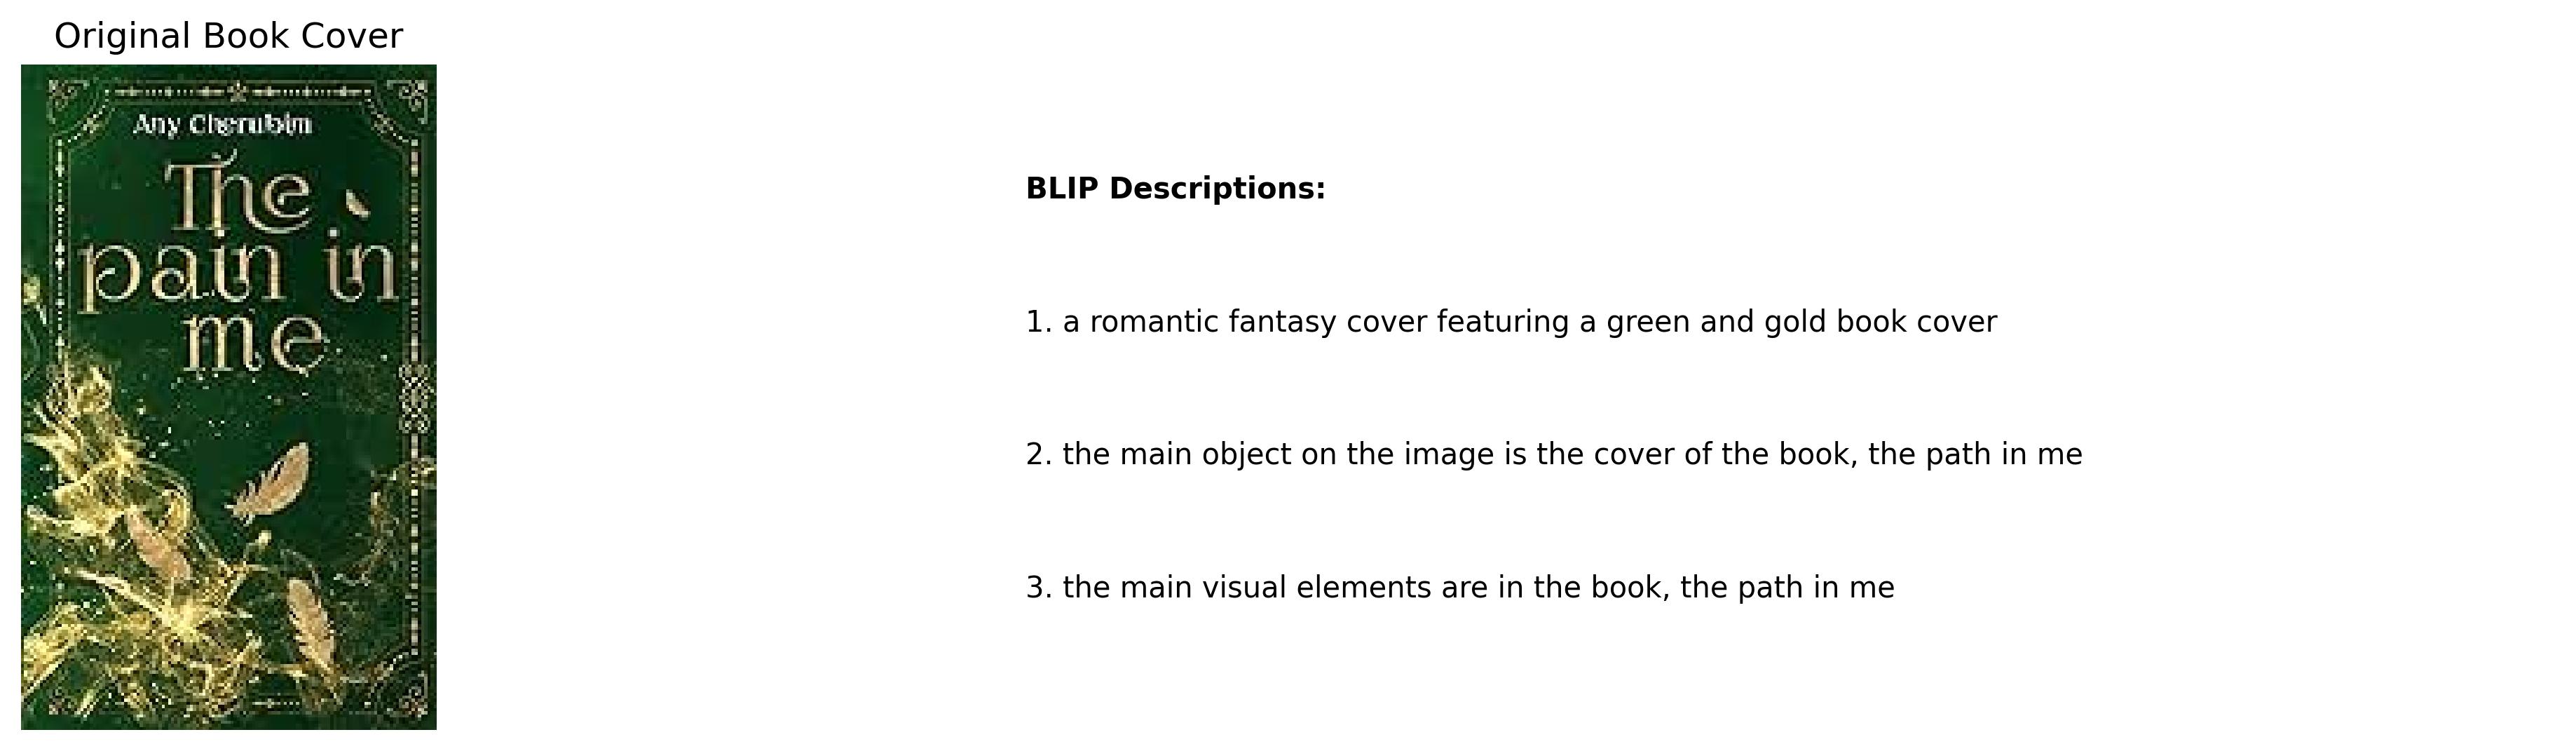 Original Book Cover
Any Cherubim
The
pain in
me
BLIP Descriptions:
1. a romantic fantasy cover featuring a green and gold book cover
2. the main object on the image is the cover of the book, the path in me
3. the main visual elements are in the book, the path in me